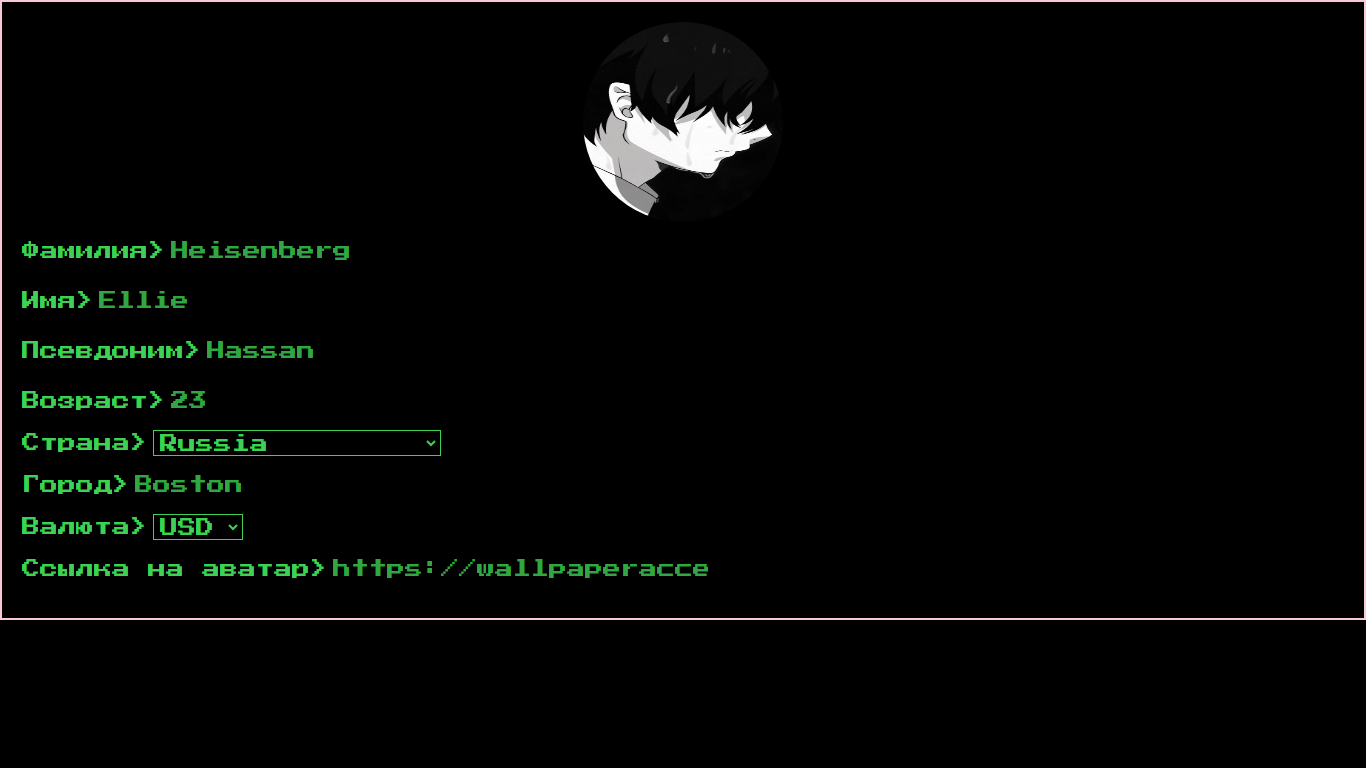 Фамилия> Heisenberg
Имя> Ellie
Псевдоним> Hassan
Возраст> 23
Страна> Russia
Город> Boston
Валюта> USD
Ссылка на аватар> https://wallpaperacce